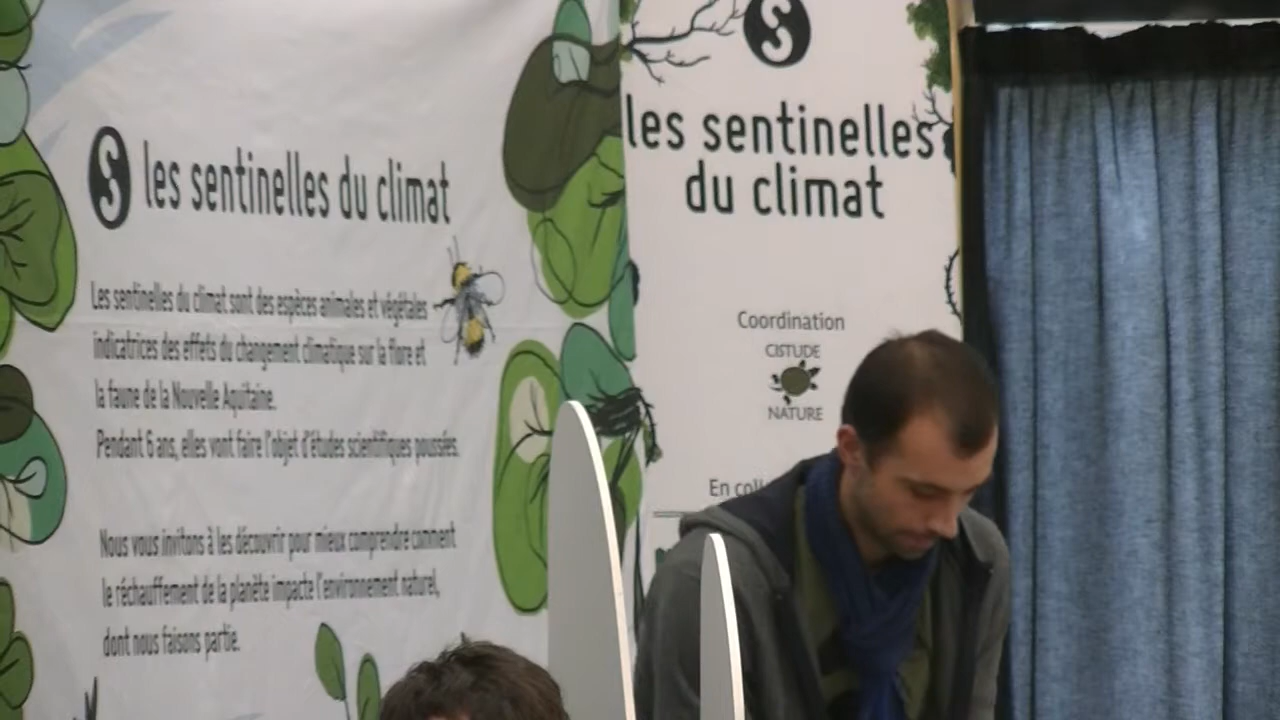 les sentinelles du climat
Les sentinelles du climat sont des espèces animales et végétales
indicatrices des effets du changement climatique sur la flore et
la faune de la Nouvelle Aquitaine.
Pendant 6 ans, elles vont faire l'objet d'études scientifiques poussées.
Nous vous invitons à les découvrir pour mieux comprendre comment
le réchauffement de la planète impacte l'environnement naturel,
dont nous faisons partie.
les sentinelles
du climat
Coordination
CISTUDE
NATURE
En coll